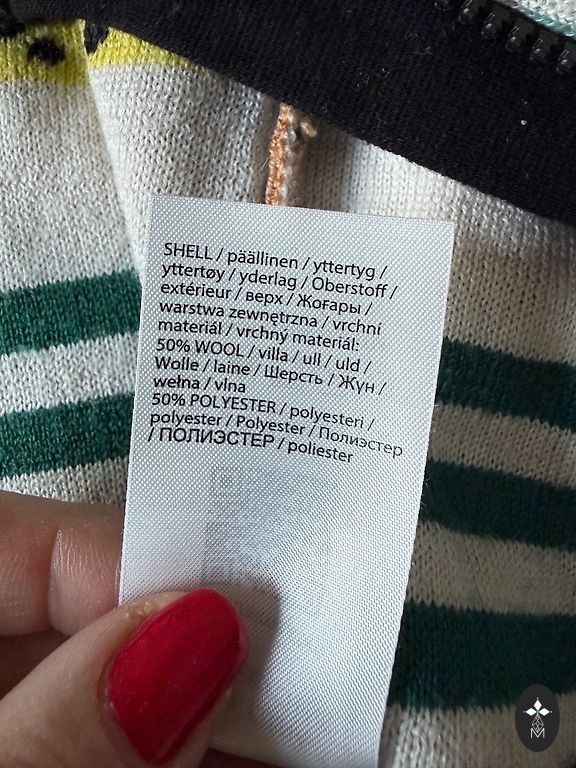 SHELL / päällinen / yttertyg /
yttertøy / yderlag / Oberstoff /
extérieur / верх / Жоғары /
warstwa zewnętrzna / vrchní
materiál / vrchný materiál:
50% WOOL / villa / ull / uld /
Wolle / laine / Шерсть / Жүн /
wełna / vlna
50% POLYESTER / polyesteri /
polyester / Polyester / Полиэстер
/ ПОЛИЭСТЕР / poliester